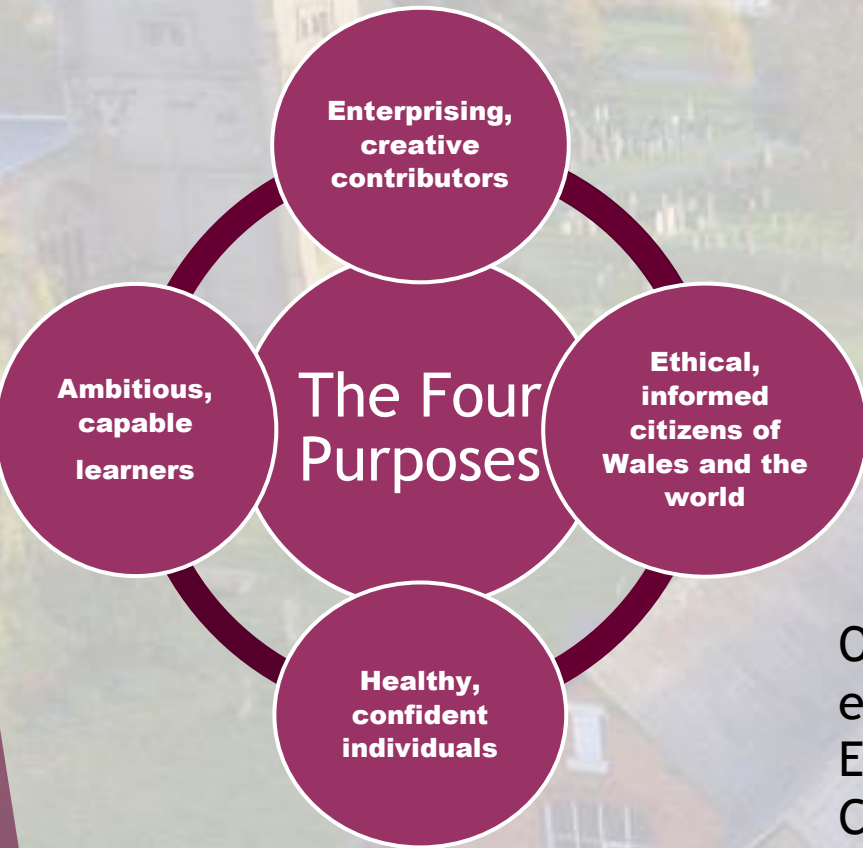 Enterprising,
creative
contributors
Ambitious,
capable
learners
The Four
Purposes
Ethical,
informed
citizens of
Wales and the
world
Healthy,
confident
individuals